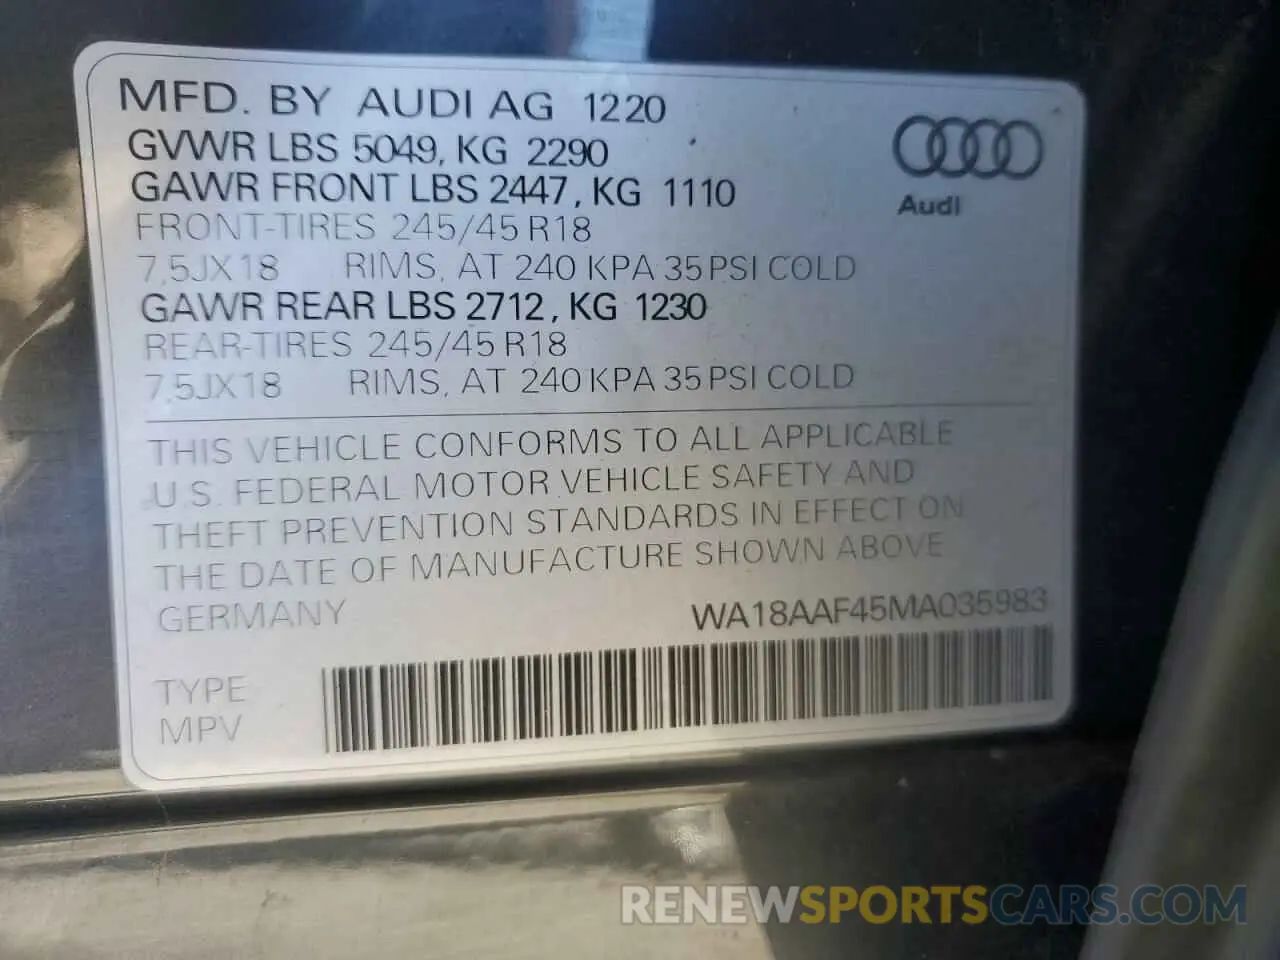 MFD. BY AUDI AG 1220
GVWR LBS 5049, KG 2290
GAWR FRONT LBS 2447, KG 1110
FRONT-TIRES 245/45 R18
7,5JX18 RIMS, AT 240 KPA 35 PSI COLD
GAWR REAR LBS 2712, KG 1230
REAR-TIRES 245/45 R18
7,5JX18 RIMS, AT 240 KPA 35 PSI COLD
Audi
THIS VEHICLE CONFORMS TO ALL APPLICABLE
U.S. FEDERAL MOTOR VEHICLE SAFETY AND
THEFT PREVENTION STANDARDS IN EFFECT ON
THE DATE OF MANUFACTURE SHOWN ABOVE
GERMANY WA18AAF45MA035983
TYPE
MPV
RENEWSPORTSCARS.COM